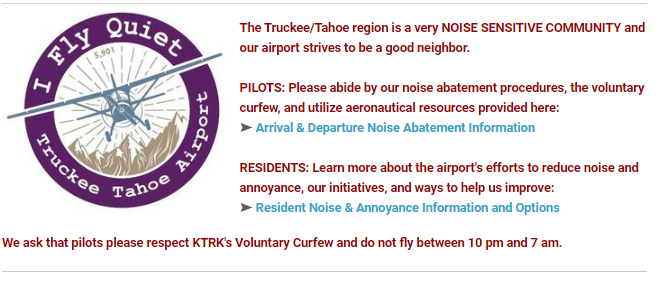 I Fly Quiet
5,901
Truckee Tahoe Airport
The Truckee/Tahoe region is a very NOISE SENSITIVE COMMUNITY and
our airport strives to be a good neighbor.
PILOTS: Please abide by our noise abatement procedures, the voluntary
curfew, and utilize aeronautical resources provided here:
➤ Arrival & Departure Noise Abatement Information
RESIDENTS: Learn more about the airport's efforts to reduce noise and
annoyance, our initiatives, and ways to help us improve:
➤ Resident Noise & Annoyance Information and Options
We ask that pilots please respect KTRK's Voluntary Curfew and do not fly between 10 pm and 7 am.